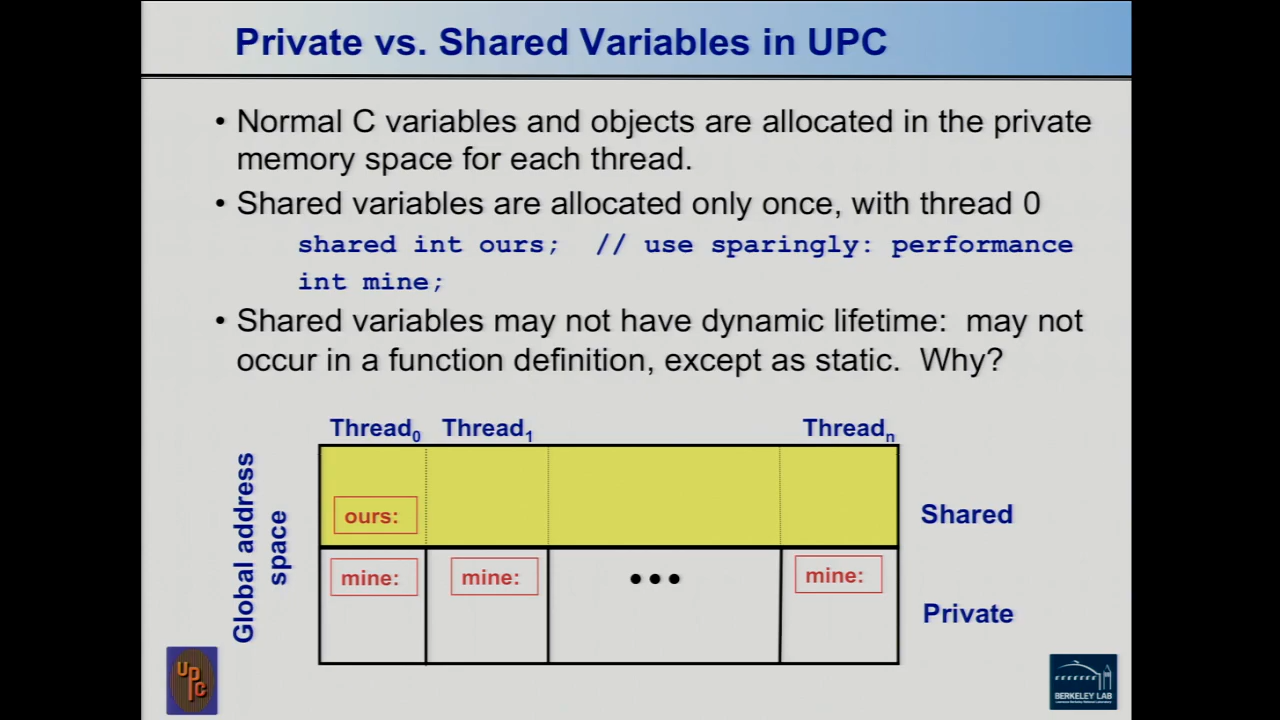 Private vs. Shared Variables in UPC
• Normal C variables and objects are allocated in the private
memory space for each thread.
• Shared variables are allocated only once, with thread 0
shared int ours;  // use sparingly: performance
int mine;
• Shared variables may not have dynamic lifetime:  may not
occur in a function definition, except as static.  Why?
Thread0 Thread1 Threadn
Global address
space
ours:
Shared
mine: mine: ••• mine:
Private
UPC
BERKELEY LAB